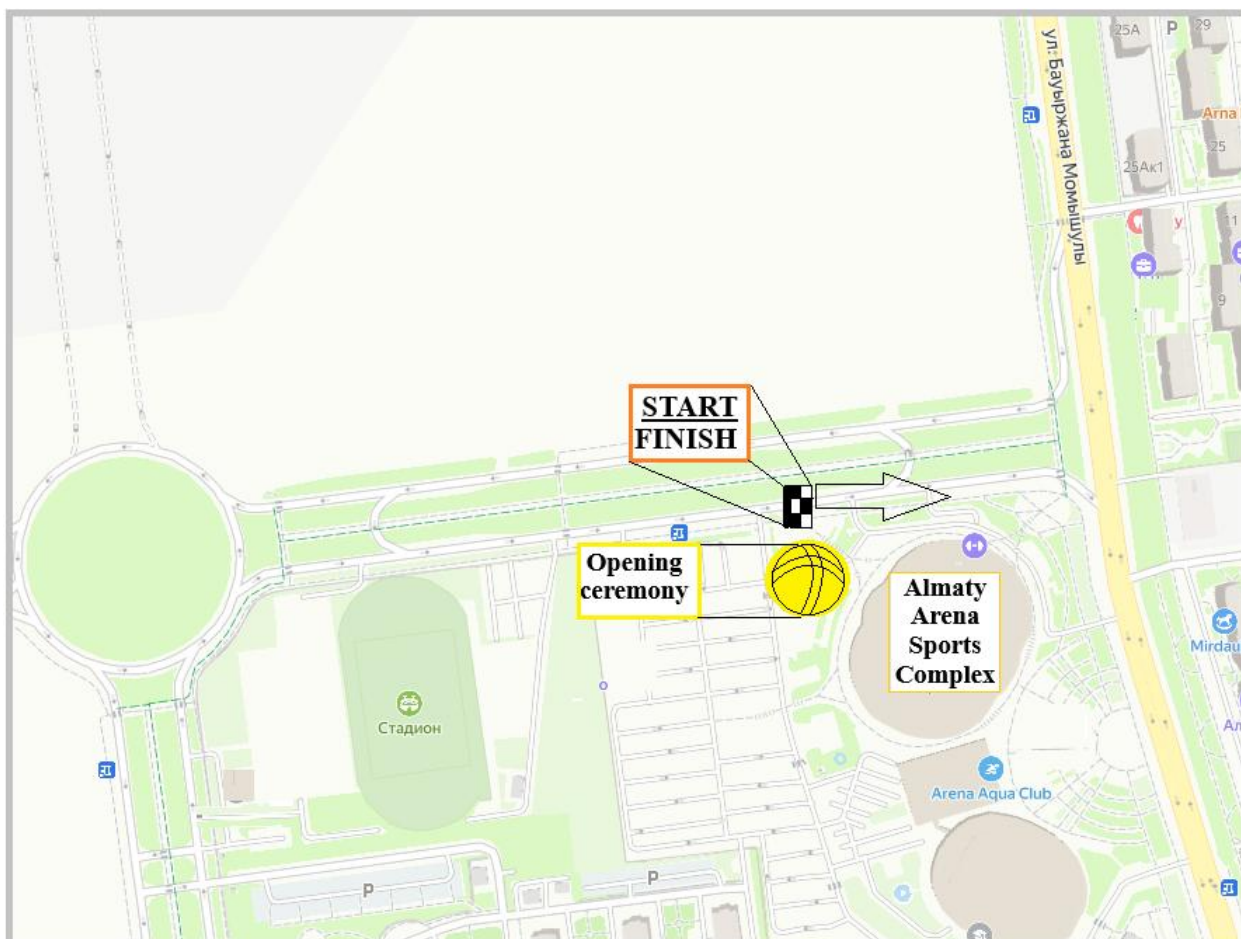 25А
P
29
ул. Бауыржана Момышулы
Arna
25
25Ак1
у
11
9
START
FINISH
Opening
ceremony
Almaty
Arena
Sports
Complex
Mirdau
Ал
Стадион
Arena Aqua Club
P
P